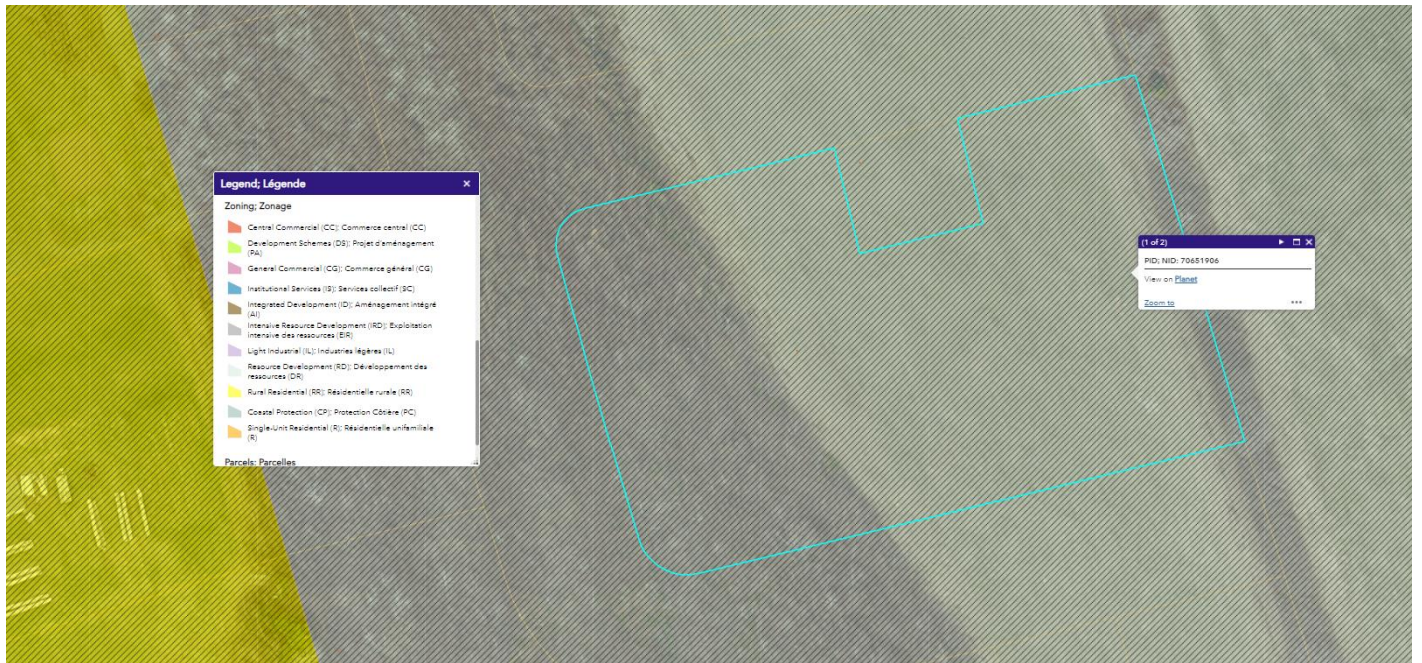 Legend; Légende
Zoning; Zonage
Central Commercial (CC); Commerce central (CC)
Development Schemes (DS); Projet d'aménagement
(PA)
General Commercial (CG); Commerce général (CG)
Institutional Services (IS); Services collectif (SC)
Integrated Development (ID); Aménagement intégré
(AI)
Intensive Resource Development (IRD); Exploitation
intensive des ressources (EIR)
Light Industrial (IL); Industries légères (IL)
Resource Development (RD); Développement des
ressources (DR)
Rural Residential (RR); Résidentielle rurale (RR)
Coastal Protection (CP); Protection Côtière (PC)
Single-Unit Residential (R); Résidentielle unifamiliale
(R)
Parcels; Parcelles
(1 of 2)
PID; NID: 70651906
View on Planet
Zoom to